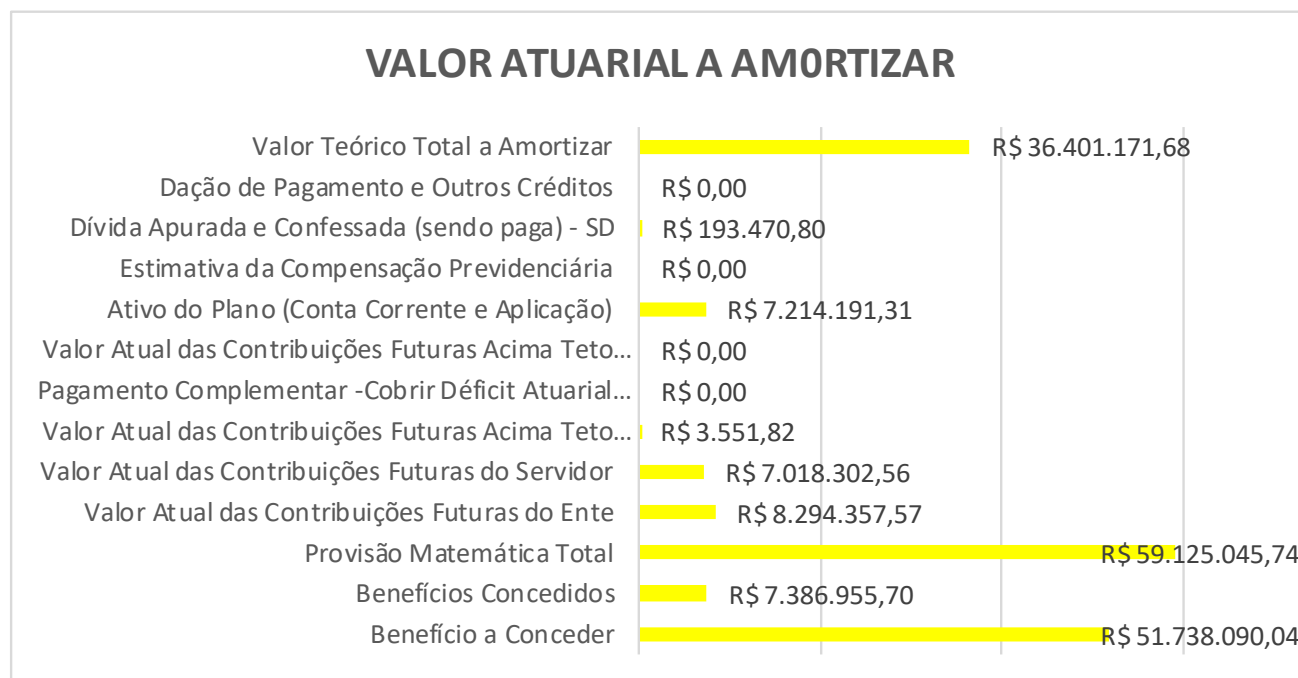 VALOR ATUARIAL A AM0RTIZAR
Valor Teórico Total a Amortizar R$ 36.401.171,68
Dação de Pagamento e Outros Créditos R$ 0,00
Dívida Apurada e Confessada (sendo paga) - SD R$ 193.470,80
Estimativa da Compensação Previdenciária R$ 0,00
Ativo do Plano (Conta Corrente e Aplicação) R$ 7.214.191,31
Valor Atual das Contribuições Futuras Acima Teto... R$ 0,00
Pagamento Complementar -Cobrir Déficit Atuarial... R$ 0,00
Valor Atual das Contribuições Futuras Acima Teto... R$ 3.551,82
Valor Atual das Contribuições Futuras do Servidor R$ 7.018.302,56
Valor Atual das Contribuições Futuras do Ente R$ 8.294.357,57
Provisão Matemática Total R$ 59.125.045,74
Benefícios Concedidos R$ 7.386.955,70
Benefício a Conceder R$ 51.738.090,04